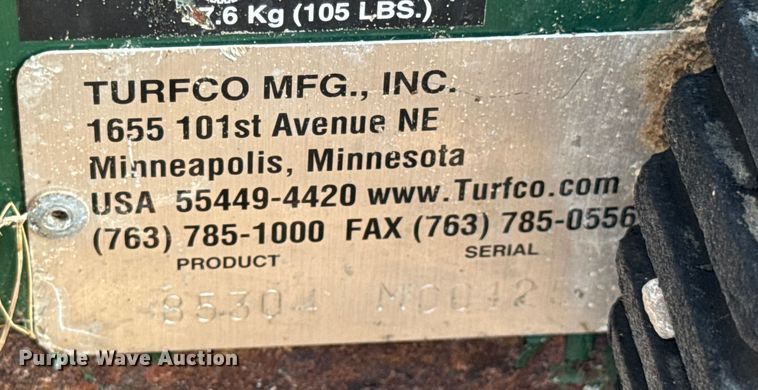 .6 Kg (105 LBS.)
TURFCO MFG., INC.
1655 101st Avenue NE
Minneapolis, Minnesota
USA 55449-4420 www.Turfco.com
(763) 785-1000 FAX (763) 785-0556
PRODUCT SERIAL
85304
Purple Wave Auction